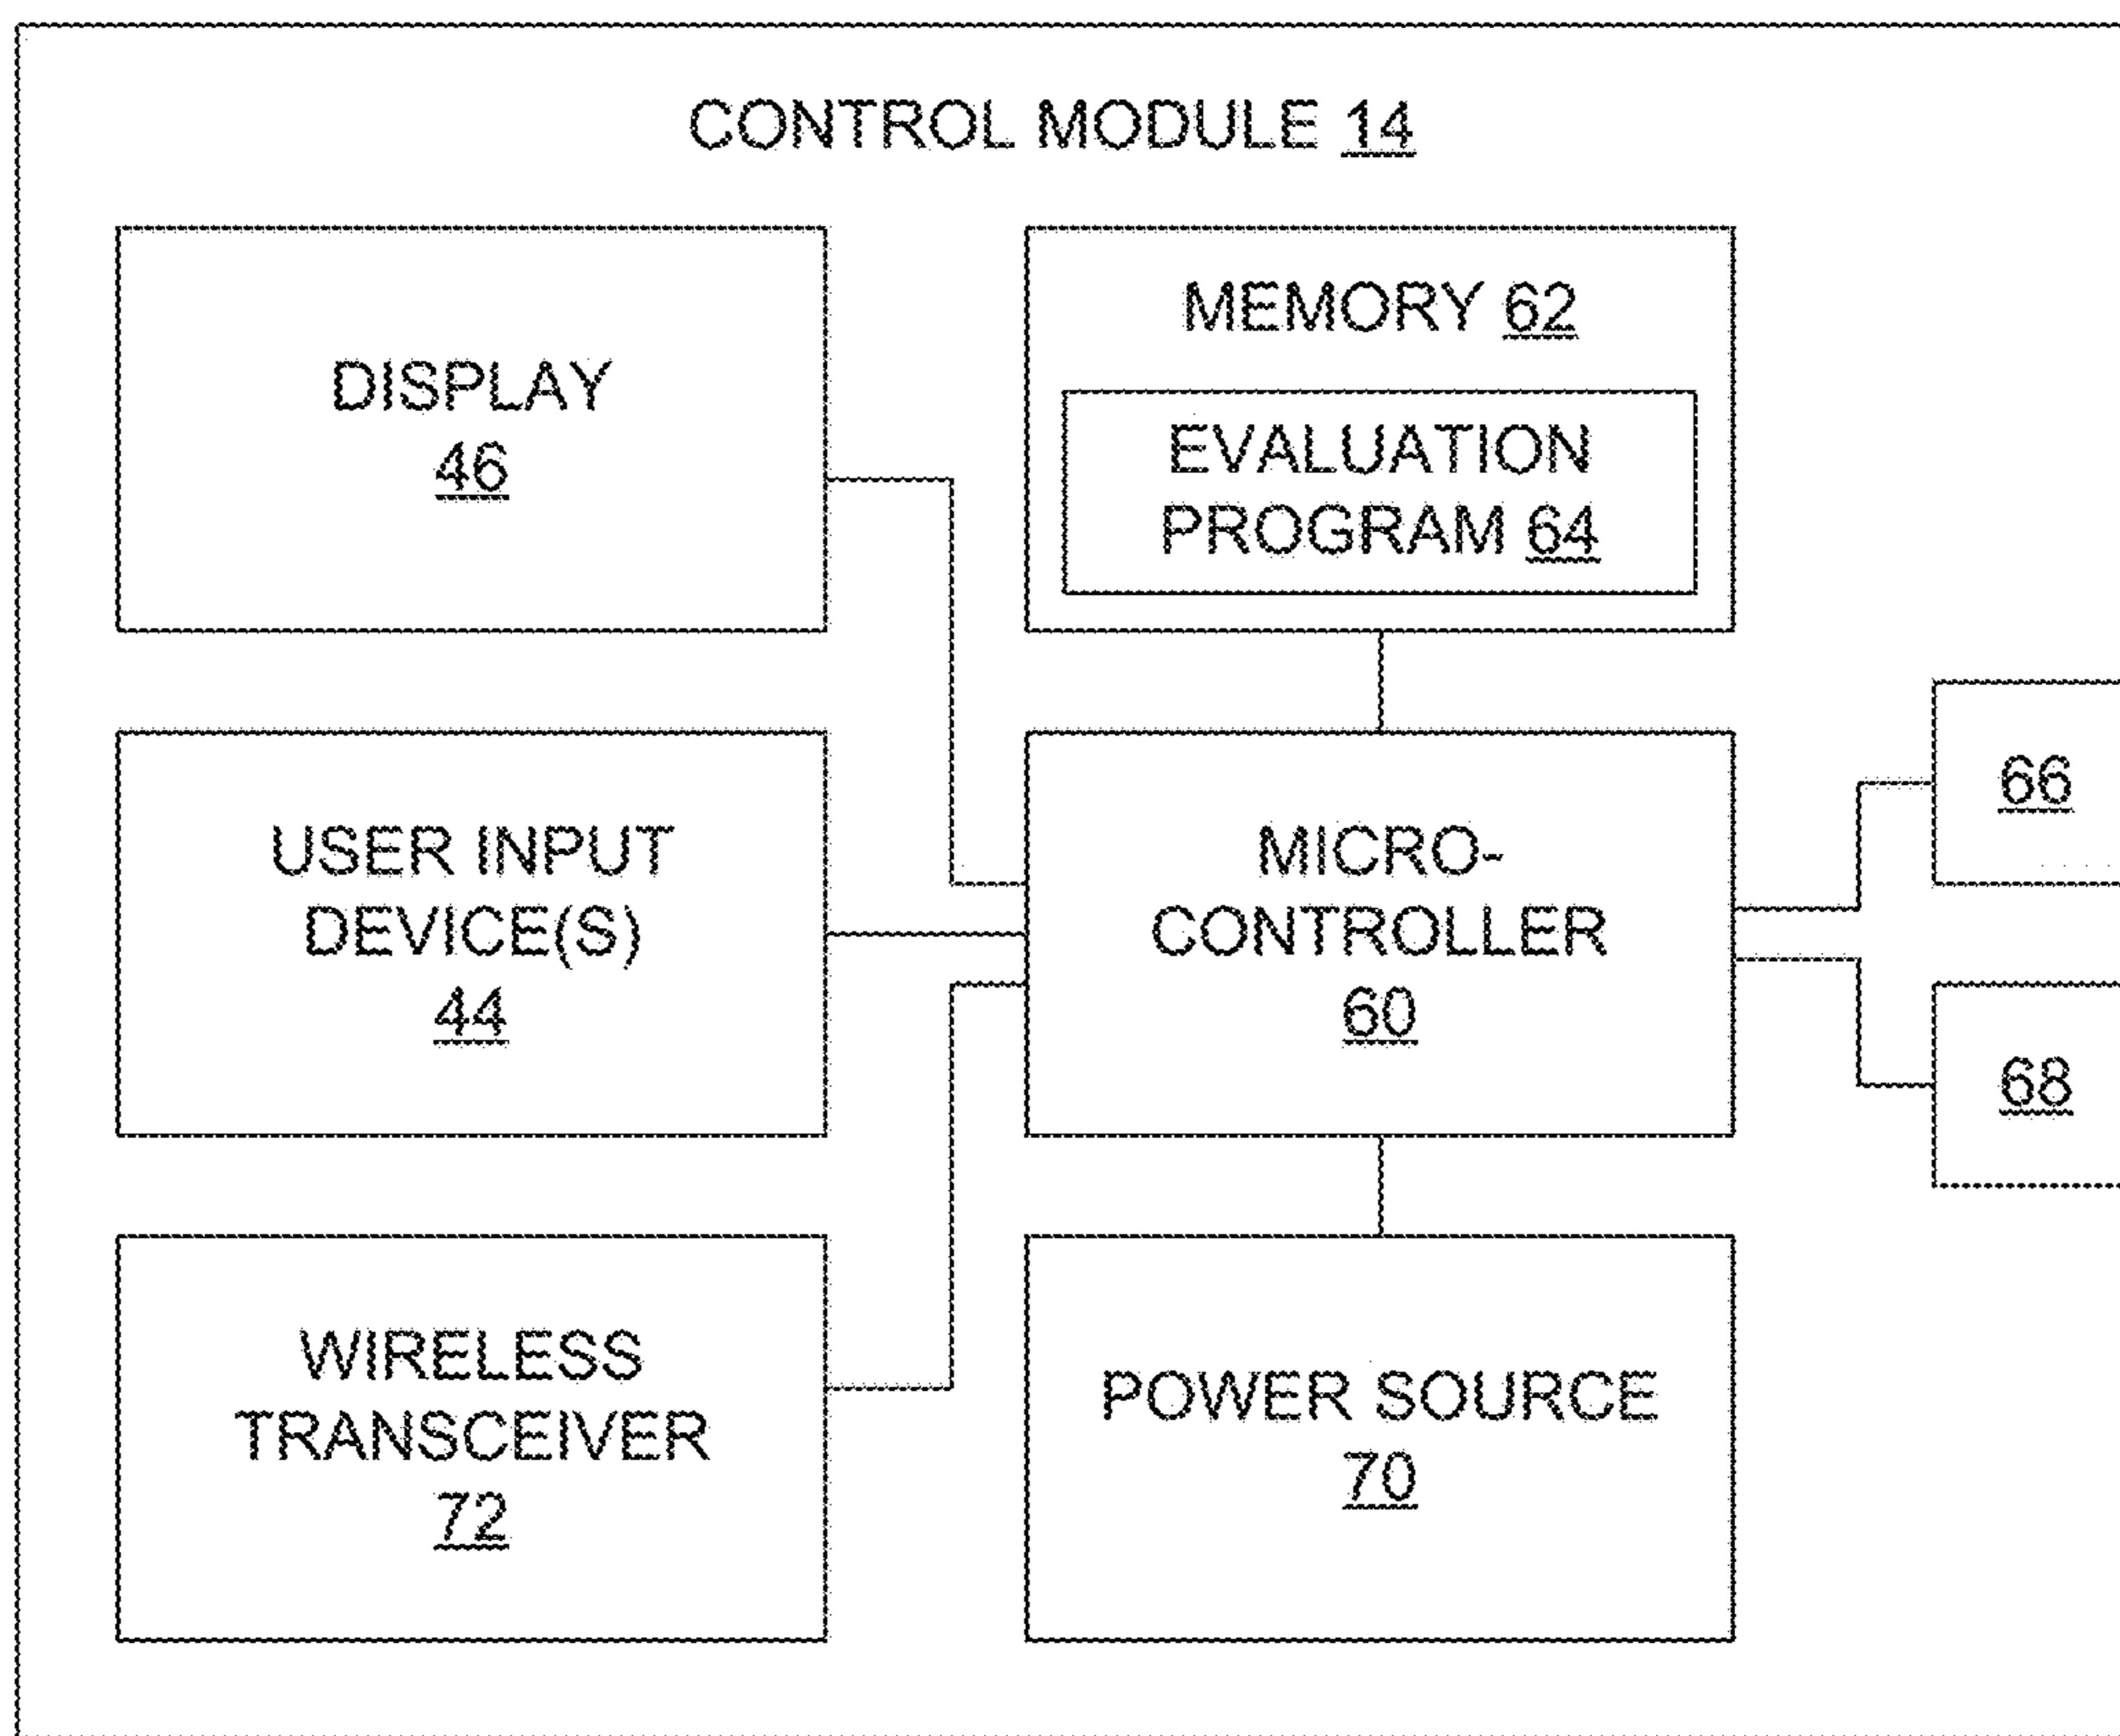 CONTROL MODULE 14
DISPLAY
46
MEMORY 62
EVALUATION
PROGRAM 64
USER INPUT
DEVICE(S)
44
MICRO-
CONTROLLER
60
66
68
WIRELESS
TRANSCEIVER
72
POWER SOURCE
70